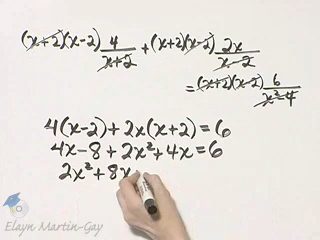 (x+2)(x-2) 4/(x+2) + (x+2)(x-2) 2x/(x-2)
= (x+2)(x-2) 6/(x²-4)
4(x-2)+2x(x+2)=6
4x-8+2x²+4x=6
2x²+8x
Elayn Martin-Gay